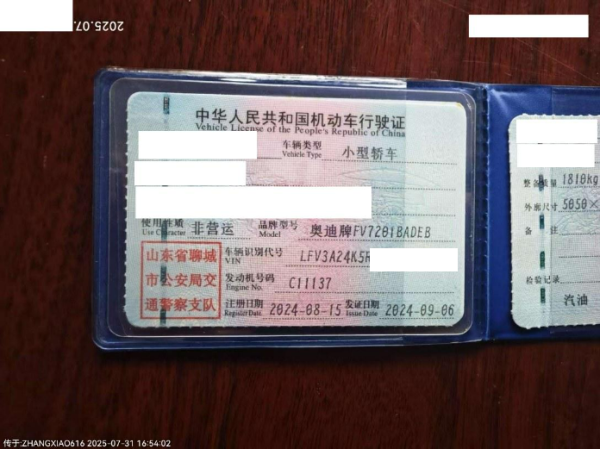 2025.07.
中华人民共和国机动车行驶证
Vehicle License of the People's Republic of China
车辆类型 小型轿车
Vehicle Type
使用性质 非营运 品牌型号 奥迪牌FV7201BADEB
Use Character Model
山东省聊城
市公安局交
通警察支队
车辆识别代号 LFV3A24K5R
VIN
发动机号码 C11137
Engine No.
注册日期 2024-08-15 发证日期 2024-09-06
Register Date Issue Date
整备质量 1810kg
外廓尺寸 5050×
备 注
检验记录
汽油
传于:ZHANGXIAO616 2025-07-31 16:54:02